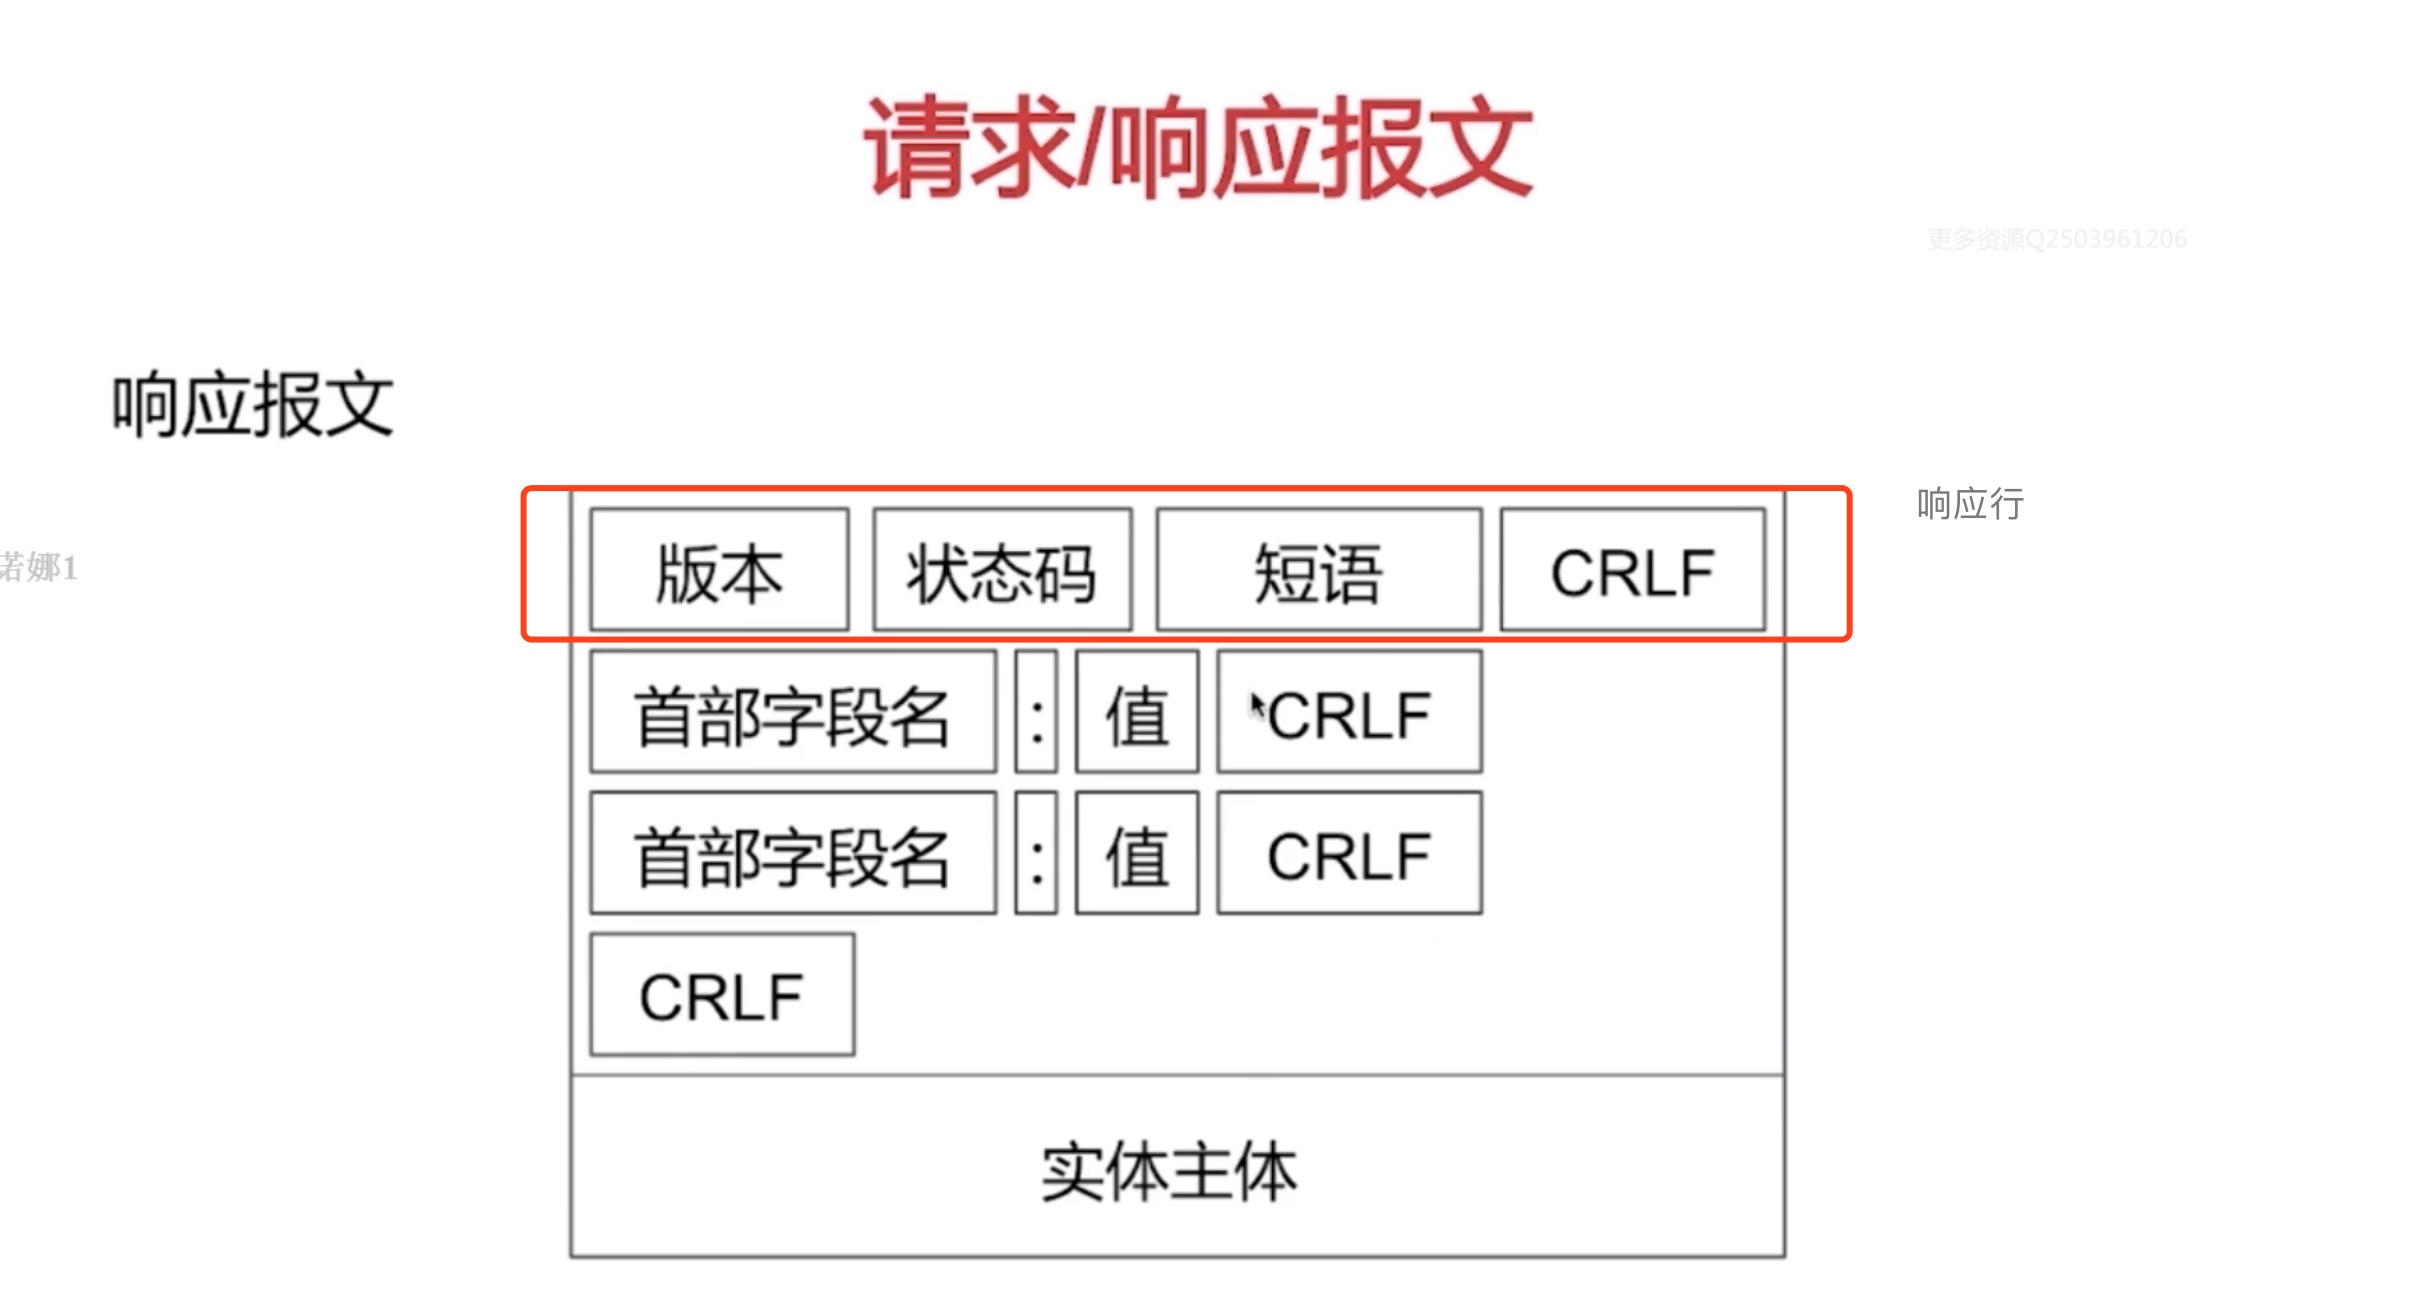 请求/响应报文
更多资源Q2503961206
响应报文
响应行
版本 状态码 短语 CRLF
诺娜1
首部字段名 : 值 CRLF
首部字段名 : 值 CRLF
CRLF
实体主体